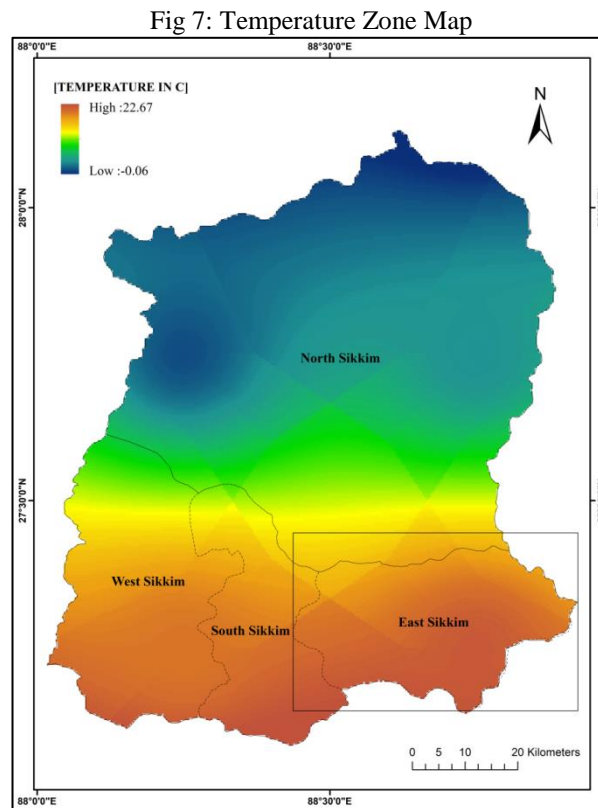 Fig 7: Temperature Zone Map
88°0'0"E
88°30'0"E
[TEMPERATURE IN C]
High :22.67
Low :-0.06
N
28°0'0"N
North Sikkim
27°30'0"N
West Sikkim
South Sikkim
East Sikkim
0 5 10 20 Kilometers
88°0'0"E
88°30'0"E